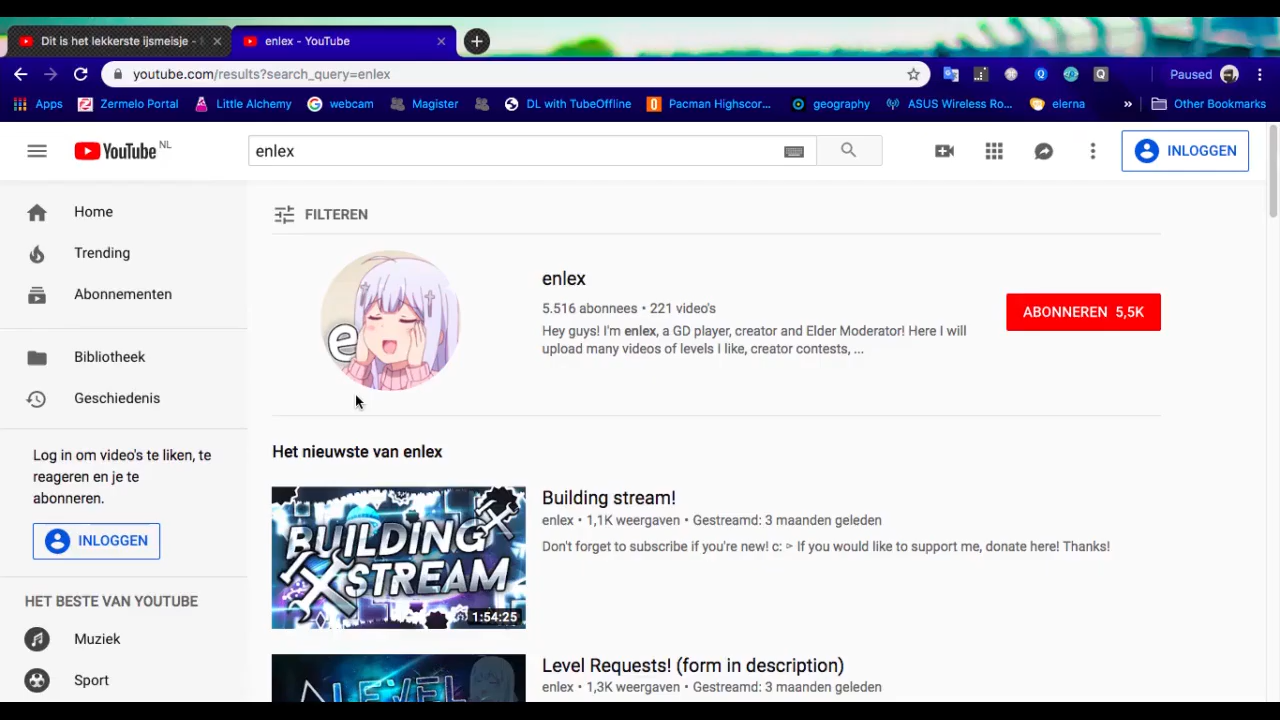 Dit is het lekkerste ijsmeisje -
enlex - YouTube
youtube.com/results?search_query=enlex
Paused
Apps
Zermelo Portal
Little Alchemy
webcam
Magister
DL with TubeOffline
Pacman Highscor...
geography
ASUS Wireless Ro...
elerna
»
Other Bookmarks
YouTube NL
enlex
INLOGGEN
Home
Trending
Abonnementen
Bibliotheek
Geschiedenis
Log in om video's te liken, te
reageren en je te
abonneren.
INLOGGEN
HET BESTE VAN YOUTUBE
Muziek
Sport
FILTEREN
e
enlex
5.516 abonnees • 221 video's
Hey guys! I'm enlex, a GD player, creator and Elder Moderator! Here I will
upload many videos of levels I like, creator contests, ...
ABONNEREN 5,5K
Het nieuwste van enlex
BUILDING
STREAM
1:54:25
Building stream!
enlex • 1,1K weergaven • Gestreamd: 3 maanden geleden
Don't forget to subscribe if you're new! c: ➢ If you would like to support me, donate here! Thanks!
LEVEL
Level Requests! (form in description)
enlex • 1,3K weergaven • Gestreamd: 3 maanden geleden